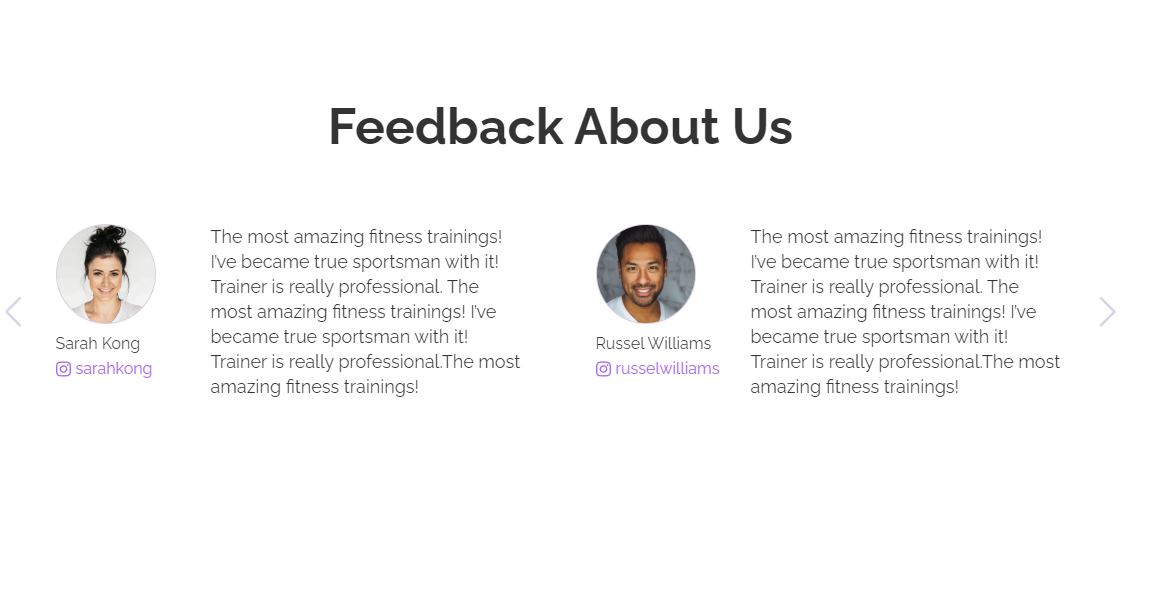 Feedback About Us
The most amazing fitness trainings!
I've became true sportsman with it!
Trainer is really professional. The
most amazing fitness trainings! I've
became true sportsman with it!
Trainer is really professional.The most
amazing fitness trainings!
Sarah Kong
sarahkong
The most amazing fitness trainings!
I've became true sportsman with it!
Trainer is really professional. The
most amazing fitness trainings! I've
became true sportsman with it!
Trainer is really professional.The most
amazing fitness trainings!
Russel Williams
russelwilliams